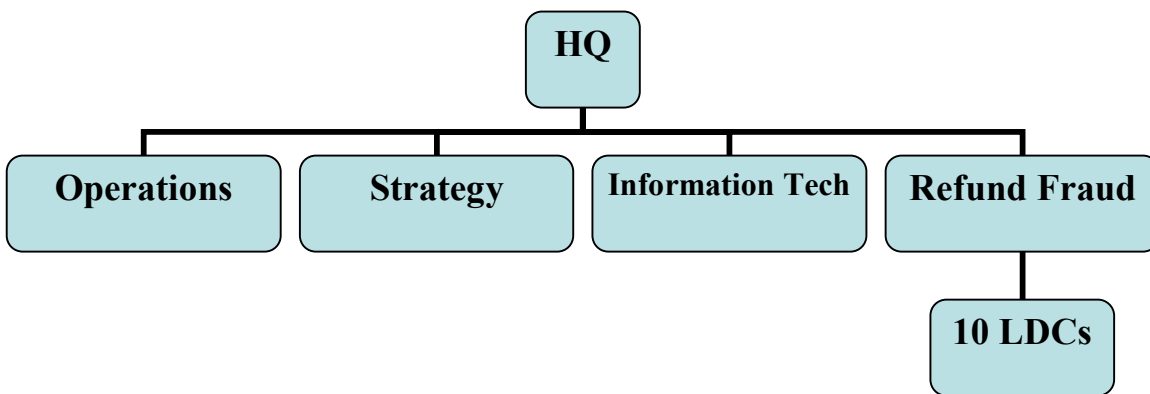 HQ
Operations
Strategy
Information Tech
Refund Fraud
10 LDCs